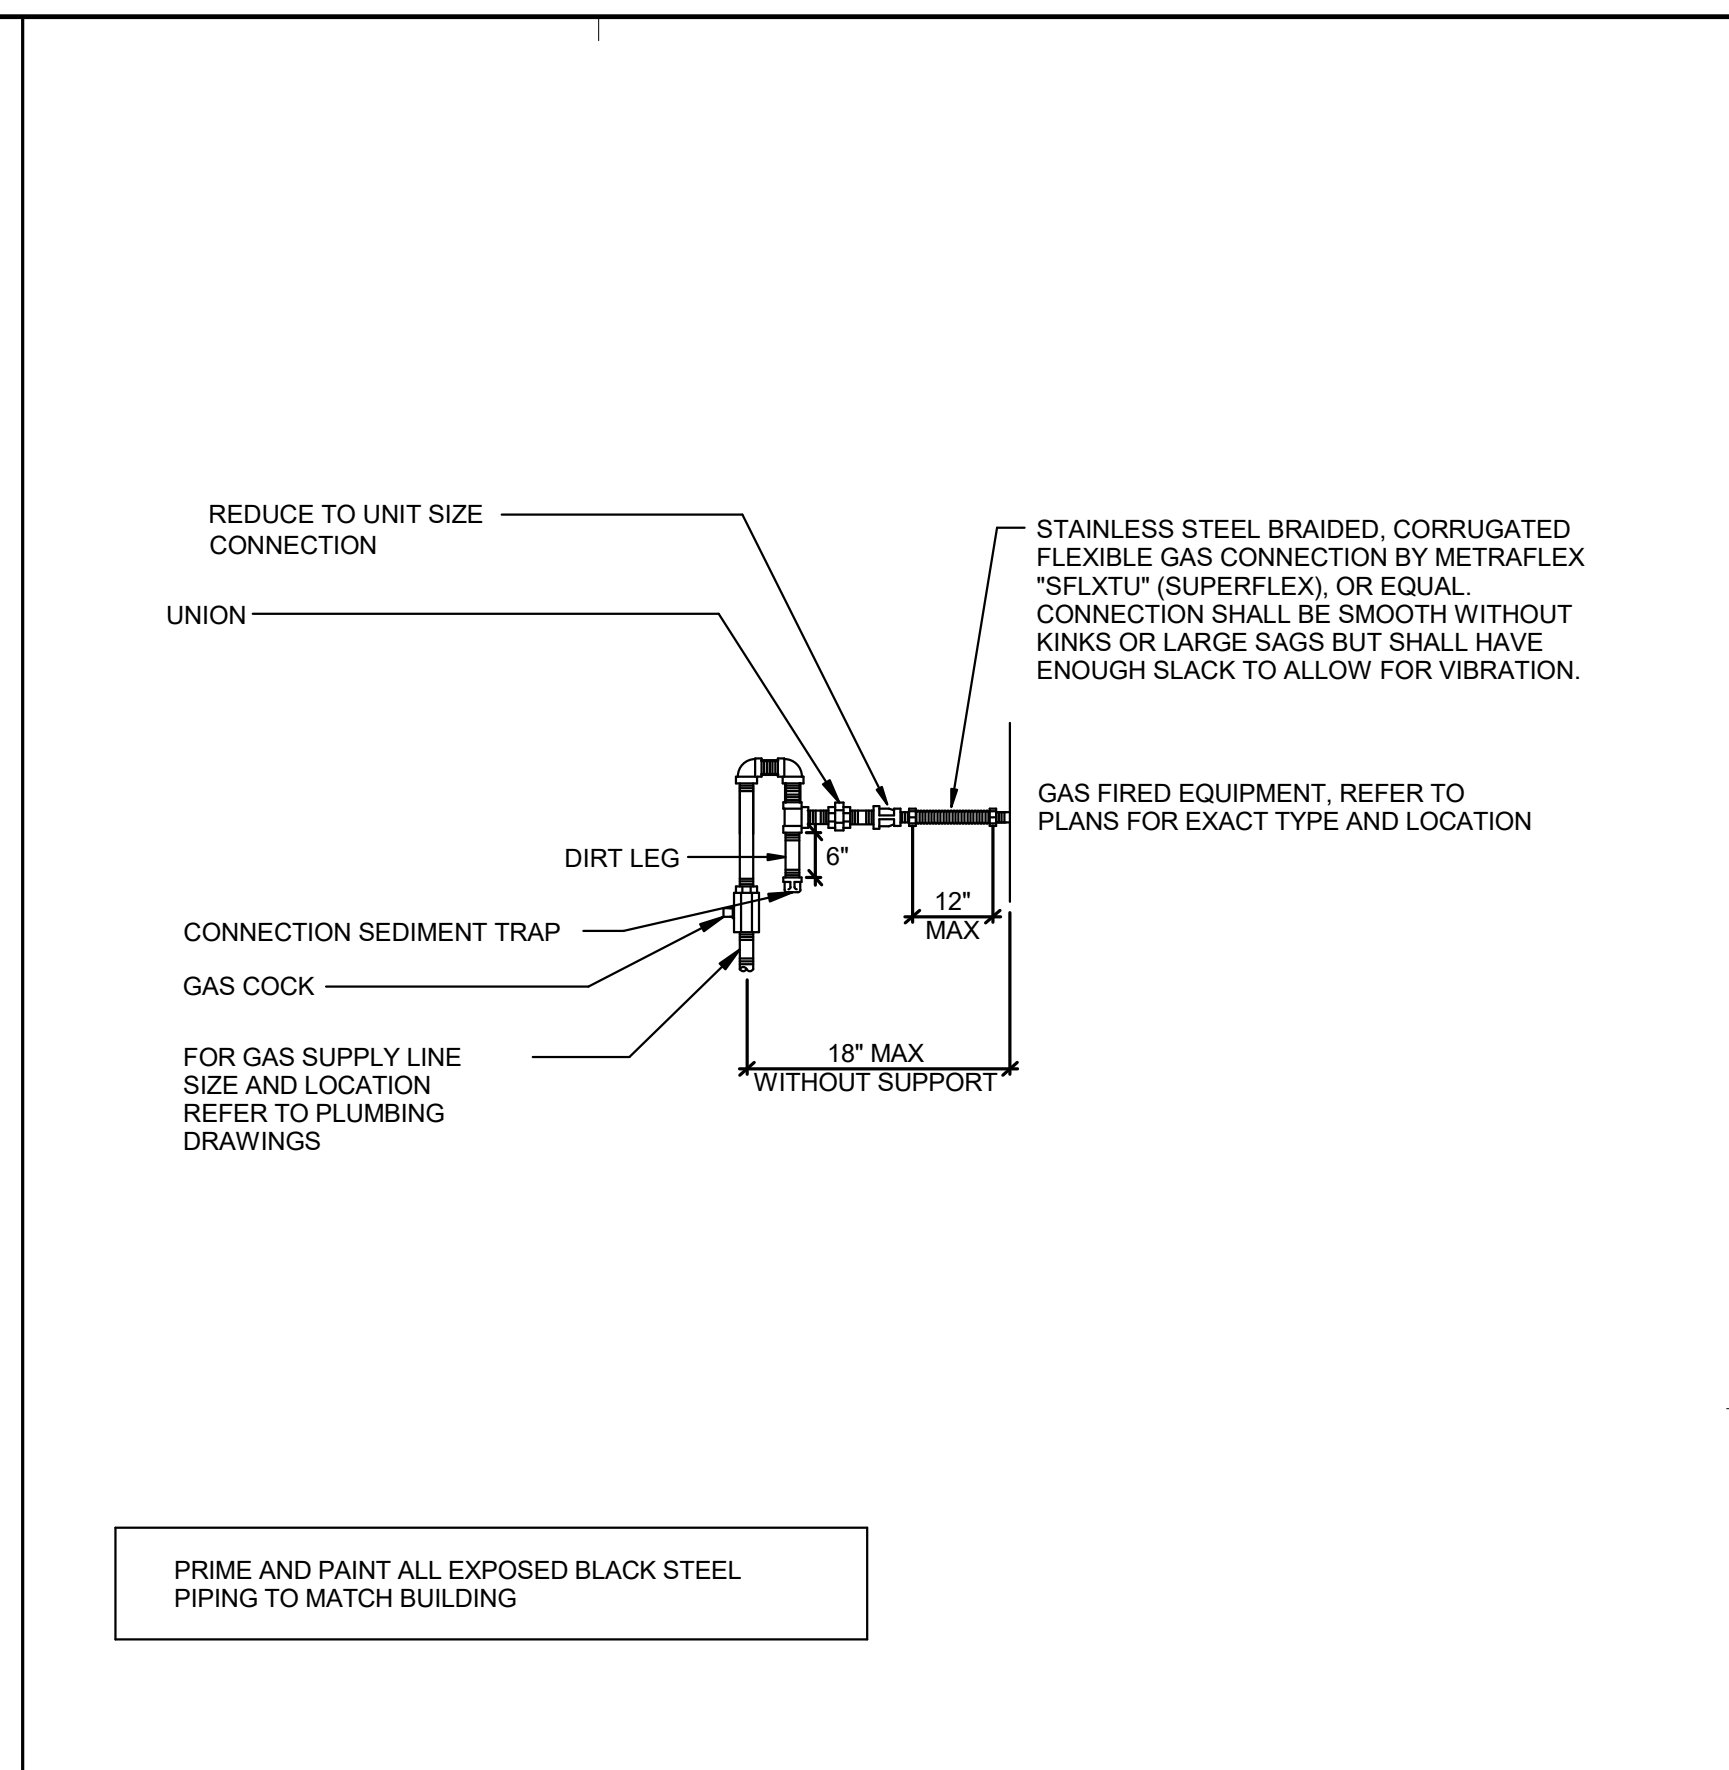 REDUCE TO UNIT SIZE
CONNECTION
UNION
STAINLESS STEEL BRAIDED, CORRUGATED
FLEXIBLE GAS CONNECTION BY METRAFLEX
"SFLXTU" (SUPERFLEX), OR EQUAL.
CONNECTION SHALL BE SMOOTH WITHOUT
KINKS OR LARGE SAGS BUT SHALL HAVE
ENOUGH SLACK TO ALLOW FOR VIBRATION.
GAS FIRED EQUIPMENT, REFER TO
PLANS FOR EXACT TYPE AND LOCATION
DIRT LEG
6"
12"
MAX
CONNECTION SEDIMENT TRAP
GAS COCK
FOR GAS SUPPLY LINE
SIZE AND LOCATION
REFER TO PLUMBING
DRAWINGS
18" MAX
WITHOUT SUPPORT
PRIME AND PAINT ALL EXPOSED BLACK STEEL
PIPING TO MATCH BUILDING